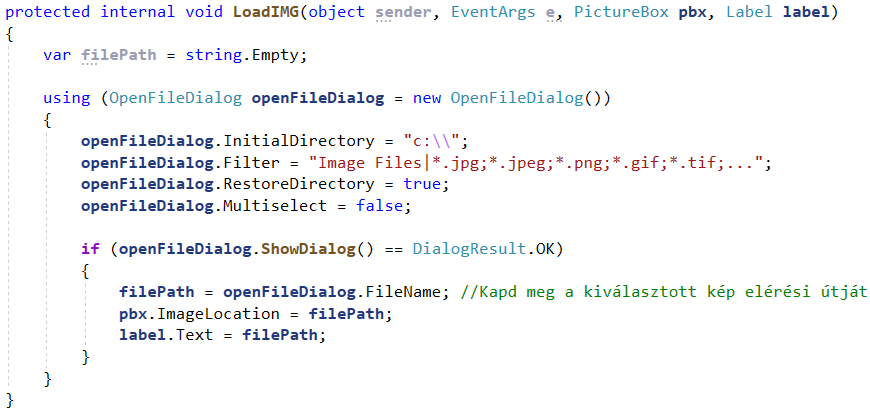 protected internal void LoadIMG(object sender, EventArgs e, PictureBox pbx, Label label)
{
var filePath = string.Empty;
using (OpenFileDialog openFileDialog = new OpenFileDialog())
{
openFileDialog.InitialDirectory = "c:\\";
openFileDialog.Filter = "Image Files|*.jpg;*.jpeg;*.png;*.gif;*.tif;...";
openFileDialog.RestoreDirectory = true;
openFileDialog.Multiselect = false;
if (openFileDialog.ShowDialog() == DialogResult.OK)
{
filePath = openFileDialog.FileName; //Kapd meg a kiválasztott kép elérési útját
pbx.ImageLocation = filePath;
label.Text = filePath;
}
}
}